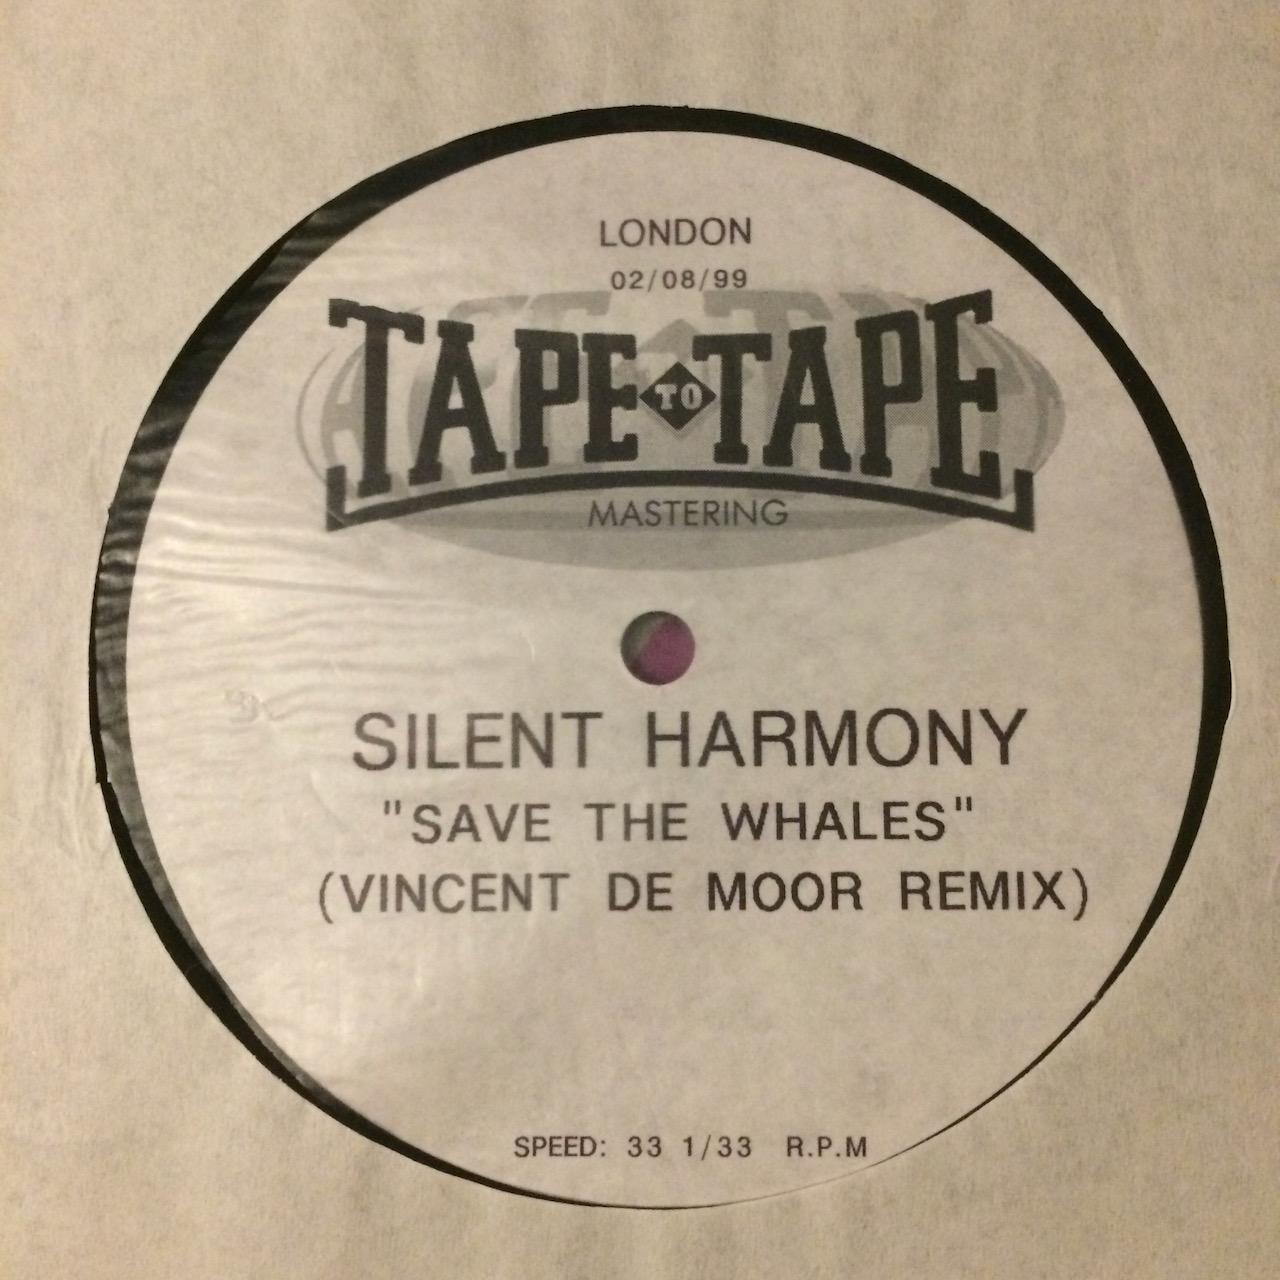 LONDON
02/08/99
TAPE TO TAPE
MASTERING
SILENT HARMONY
"SAVE THE WHALES"
(VINCENT DE MOOR REMIX)
SPEED: 33 1/33 R.P.M